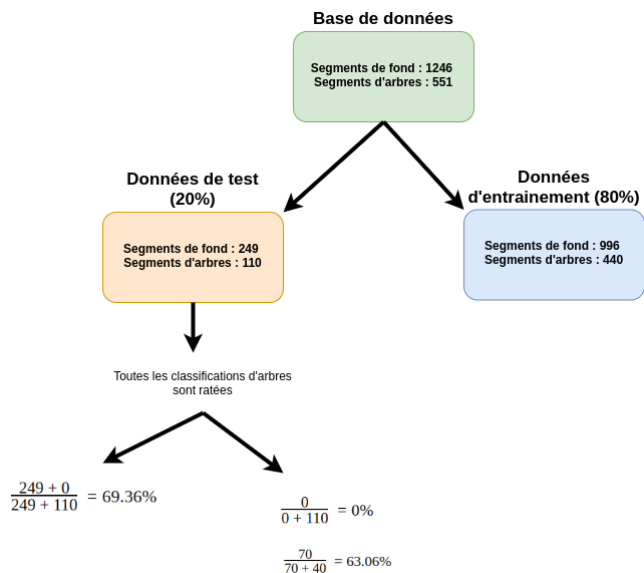 Base de données
Segments de fond : 1246
Segments d'arbres : 551
Données de test
(20%)
Segments de fond : 249
Segments d'arbres : 110
Données
d'entrainement (80%)
Segments de fond : 996
Segments d'arbres : 440
Toutes les classifications d'arbres
sont ratées
249 + 0
249 + 110
= 69.36%
0
0 + 110
= 0%
70
70 + 40
= 63.06%